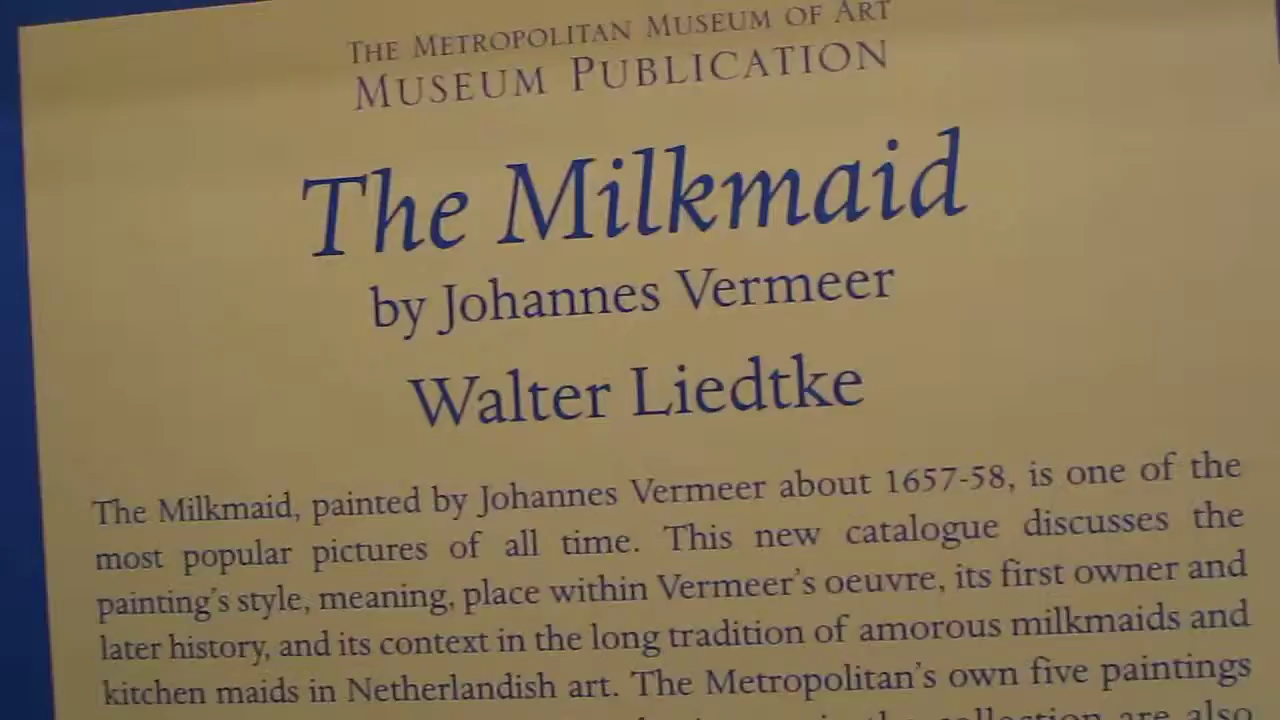 The Metropolitan Museum of Art
Museum Publication
The Milkmaid
by Johannes Vermeer
Walter Liedtke
The Milkmaid, painted by Johannes Vermeer about 1657-58, is one of the
most popular pictures of all time. This new catalogue discusses the
painting's style, meaning, place within Vermeer's oeuvre, its first owner and
later history, and its context in the long tradition of amorous milkmaids and
kitchen maids in Netherlandish art. The Metropolitan's own five paintings
collection are also